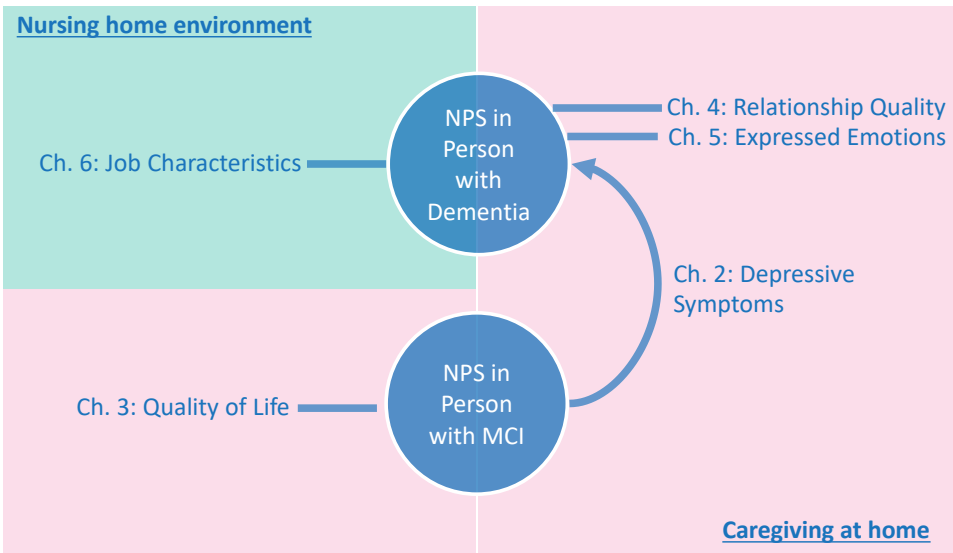 Nursing home environment
NPS in
Person
with
Dementia
Ch. 4: Relationship Quality
Ch. 5: Expressed Emotions
Ch. 6: Job Characteristics
Ch. 2: Depressive
Symptoms
NPS in
Person
with MCI
Ch. 3: Quality of Life
Caregiving at home